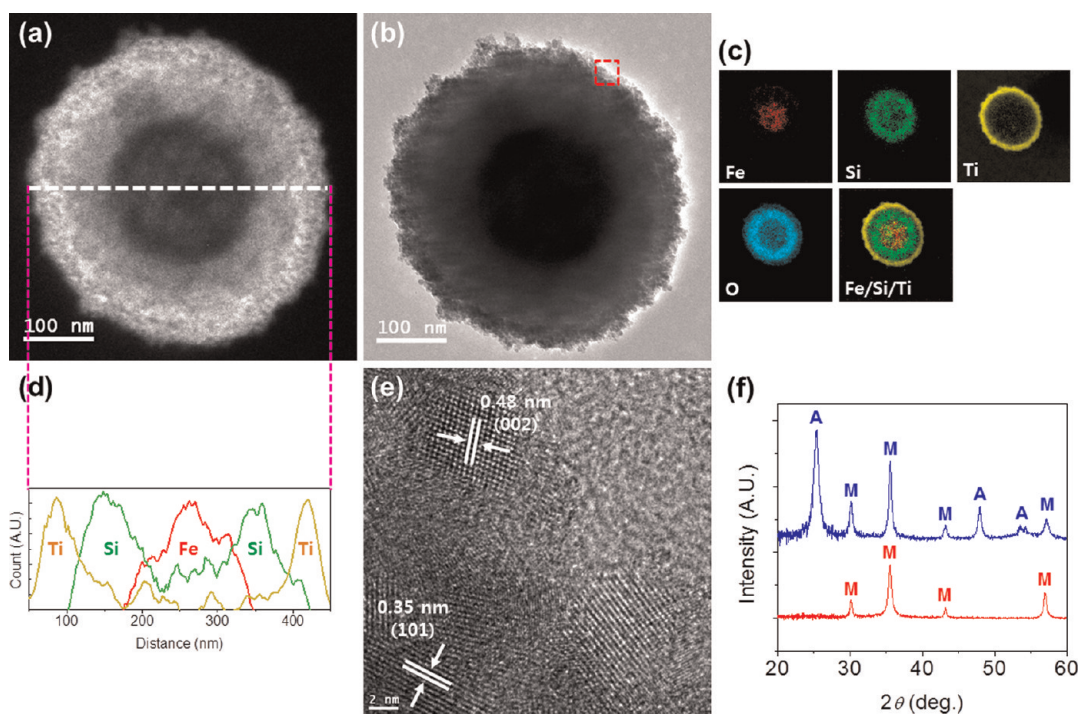 (a)
100 nm
(b)
100 nm
(c)
Fe
Si
Ti
O
Fe/Si/Ti
(d)
Count (A.U.)
Ti
Si
Fe
Si
Ti
100 200 300 400
Distance (nm)
(e)
0.48 nm
(002)
0.35 nm
(101)
2 nm
(f)
Intensity (A.U.)
A
M
M
M
A
A
M
M
M
M
M
20 30 40 50 60
2θ (deg.)